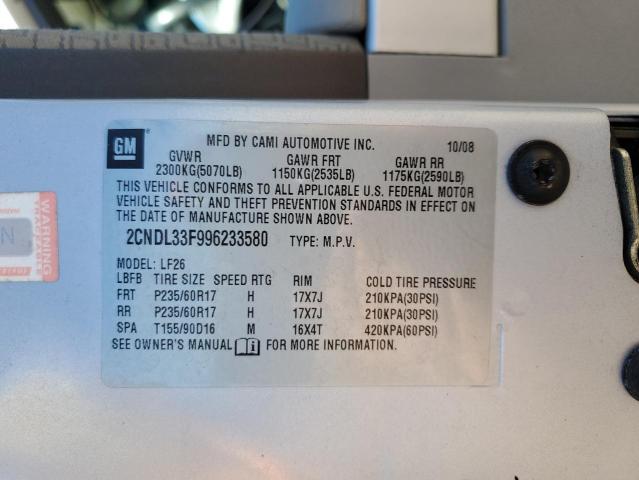 GM
MFD BY CAMI AUTOMOTIVE INC. 10/08
GVWR GAWR FRT GAWR RR
2300KG(5070LB) 1150KG(2535LB) 1175KG(2590LB)
THIS VEHICLE CONFORMS TO ALL APPLICABLE U.S. FEDERAL MOTOR
VEHICLE SAFETY AND THEFT PREVENTION STANDARDS IN EFFECT ON
THE DATE OF MANUFACTURE SHOWN ABOVE.
2CNDL33F996233580 TYPE: M.P.V.
MODEL: LF26
LBFB TIRE SIZE SPEED RTG RIM COLD TIRE PRESSURE
FRT P235/60R17 H 17X7J 210KPA(30PSI)
RR P235/60R17 H 17X7J 210KPA(30PSI)
SPA T155/90D16 M 16X4T 420KPA(60PSI)
SEE OWNER'S MANUAL FOR MORE INFORMATION.
WARNING